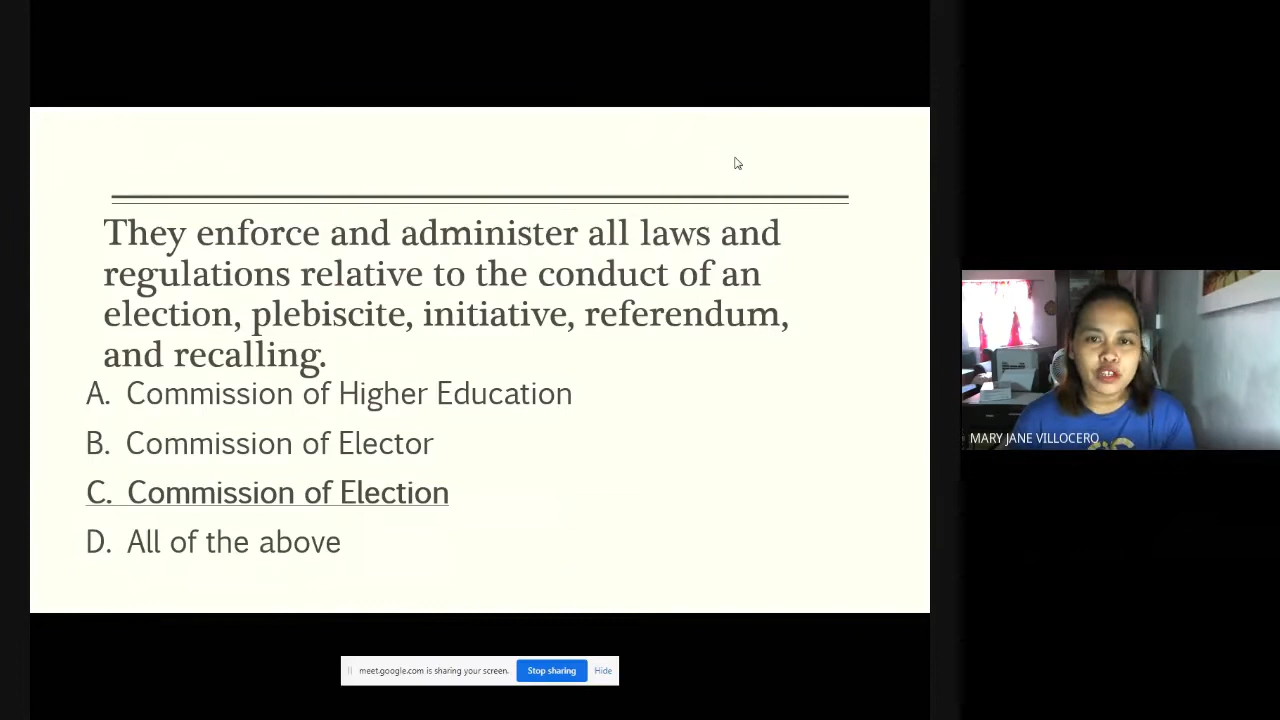 They enforce and administer all laws and
regulations relative to the conduct of an
election, plebiscite, initiative, referendum,
and recalling.
A. Commission of Higher Education
B. Commission of Elector
C. Commission of Election
D. All of the above
MARY JANE VILLOCERO
meet.google.com is sharing your screen. Stop sharing Hide